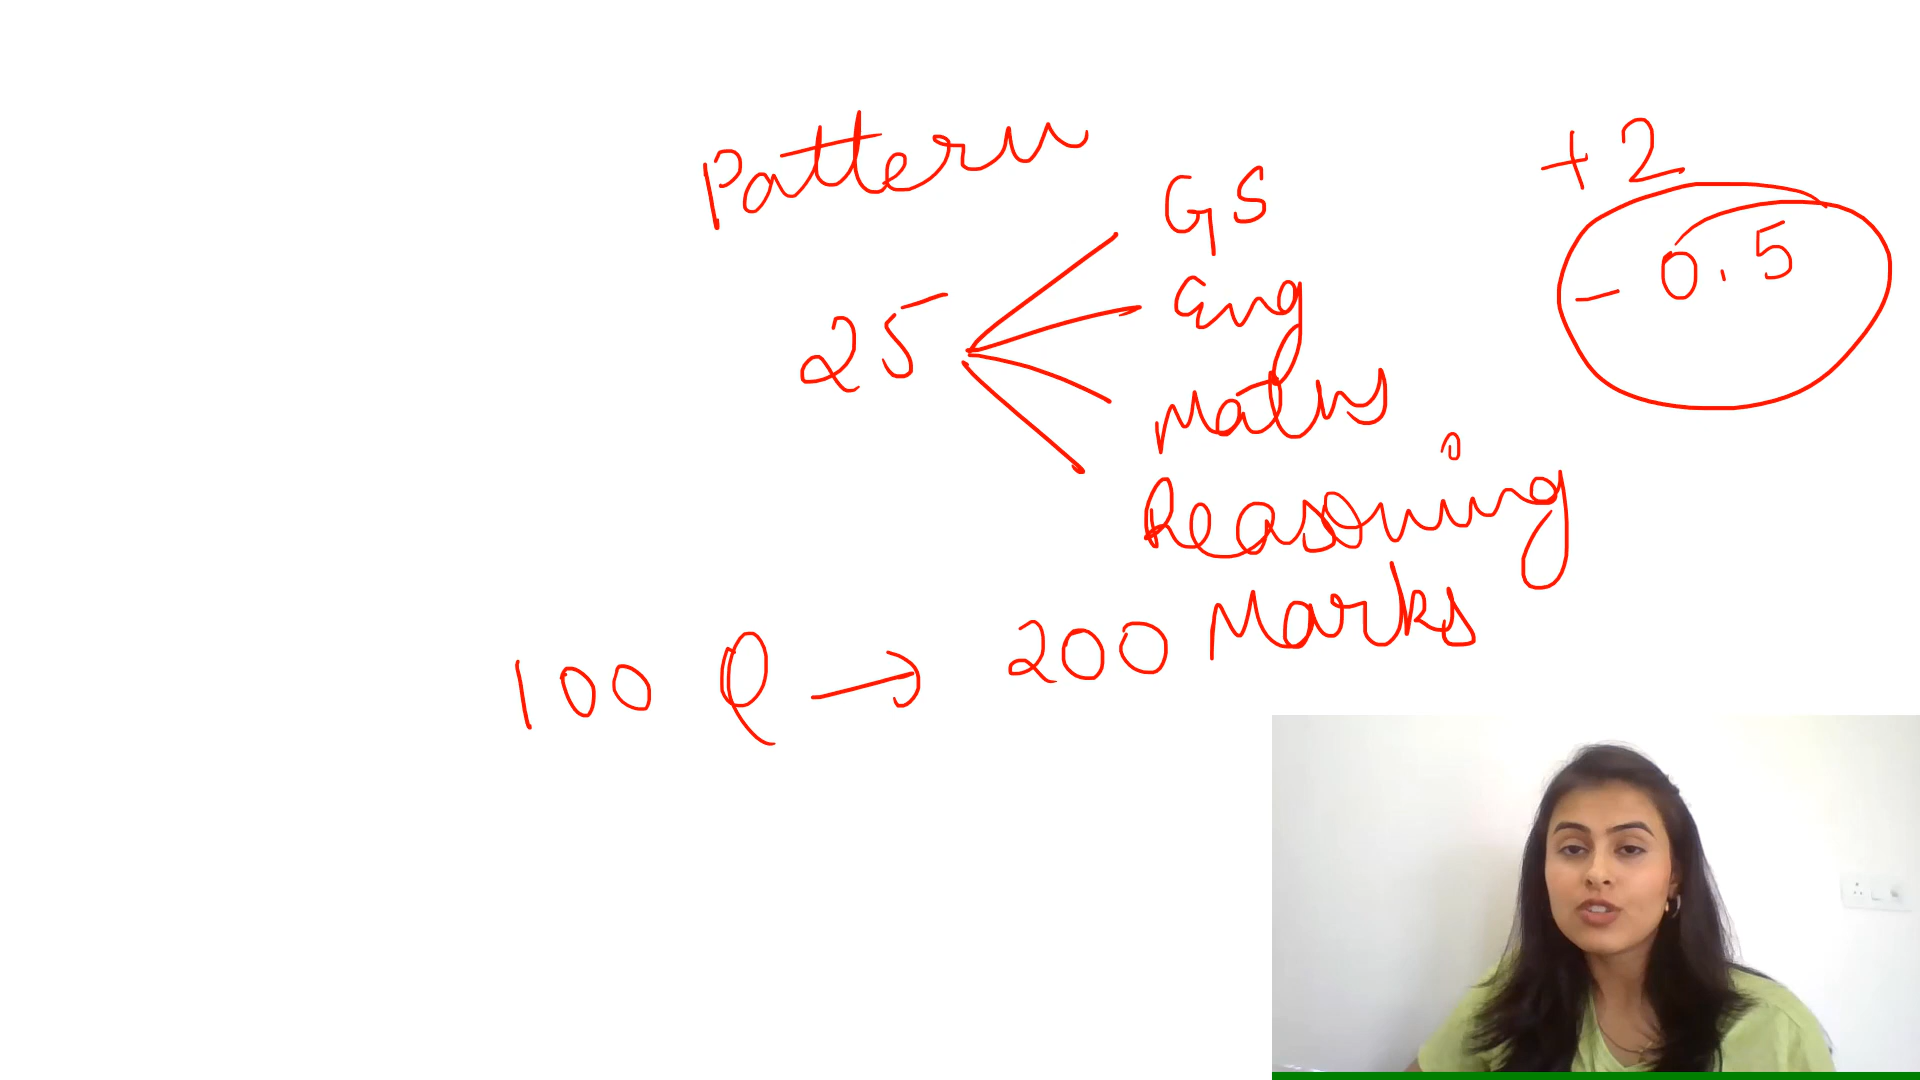 Pattern
+2
-0.5
25
GS
Eng
Maths
Reasoning
100 Q → 200 Marks